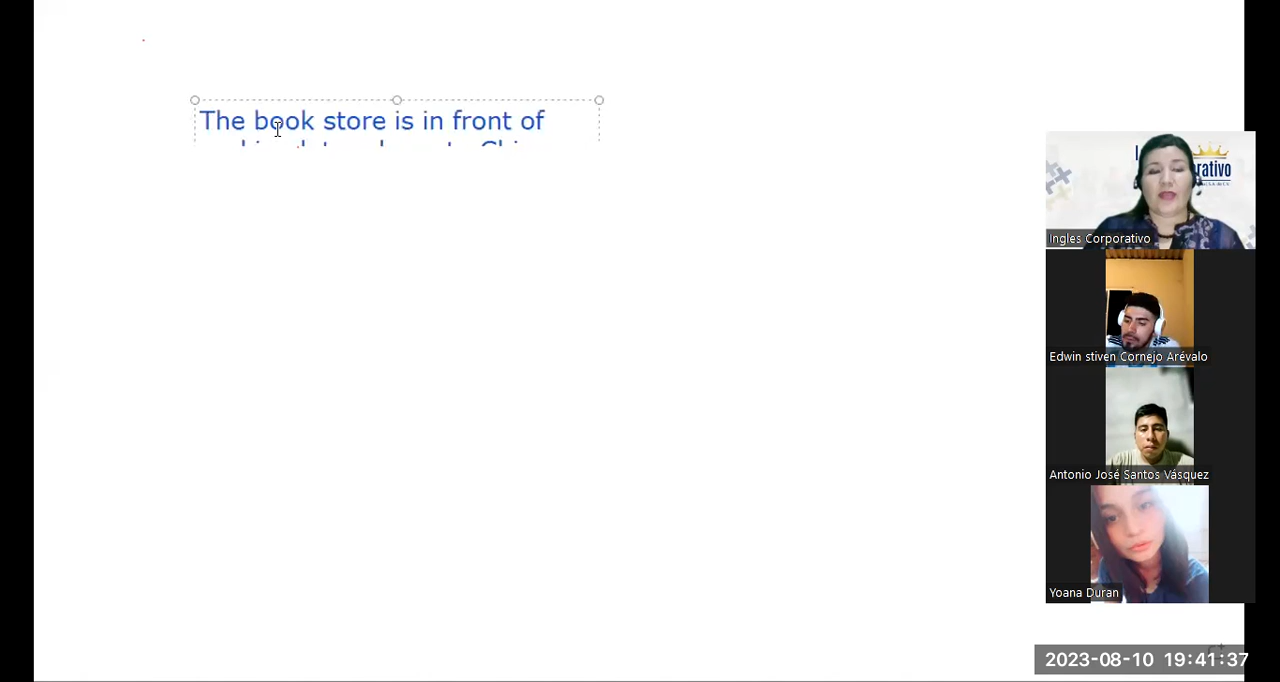 The book store is in front of
rativo
Ingles Corporativo
Edwin stiven Cornejo Arévalo
Antonio José Santos Vásquez
Yoana Duran
2023-08-10 19:41:37